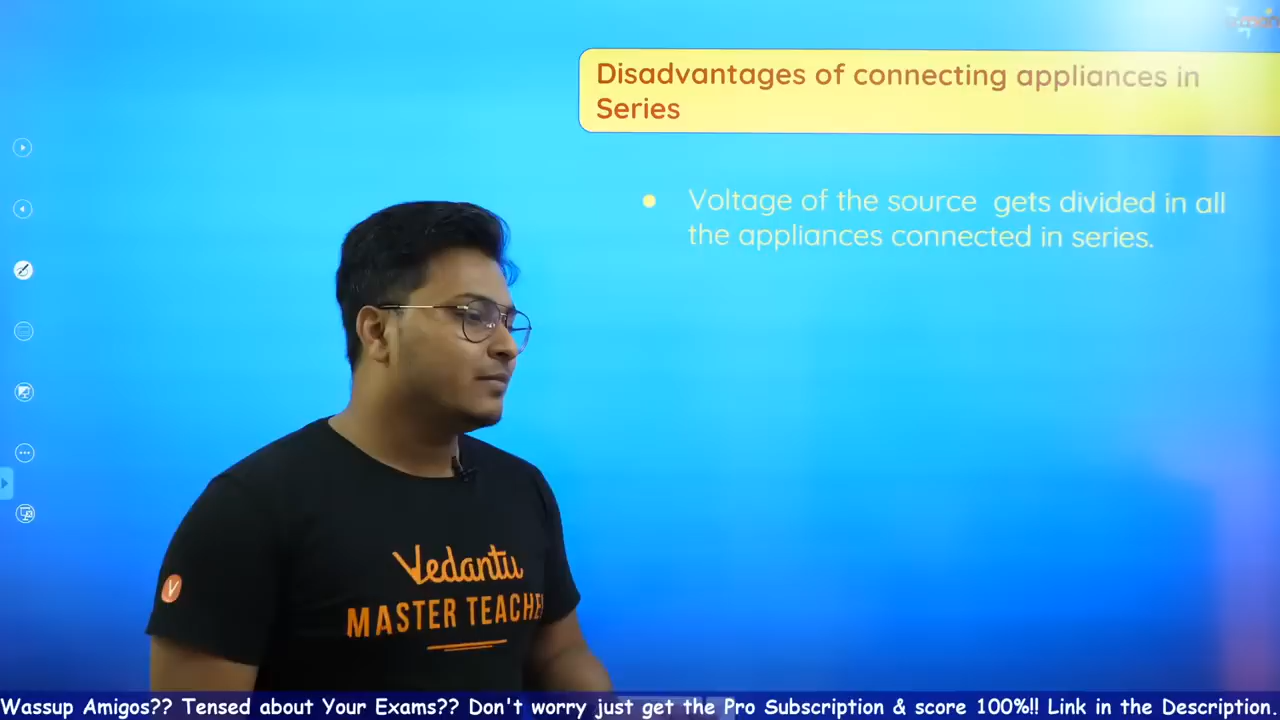 Disadvantages of connecting appliances in
Series
Voltage of the source gets divided in all
the appliances connected in series.
Vedantu
MASTER TEACHE
V
Wassup Amigos?? Tensed about Your Exams?? Don't worry just get the Pro Subscription & score 100%!! Link in the Description.